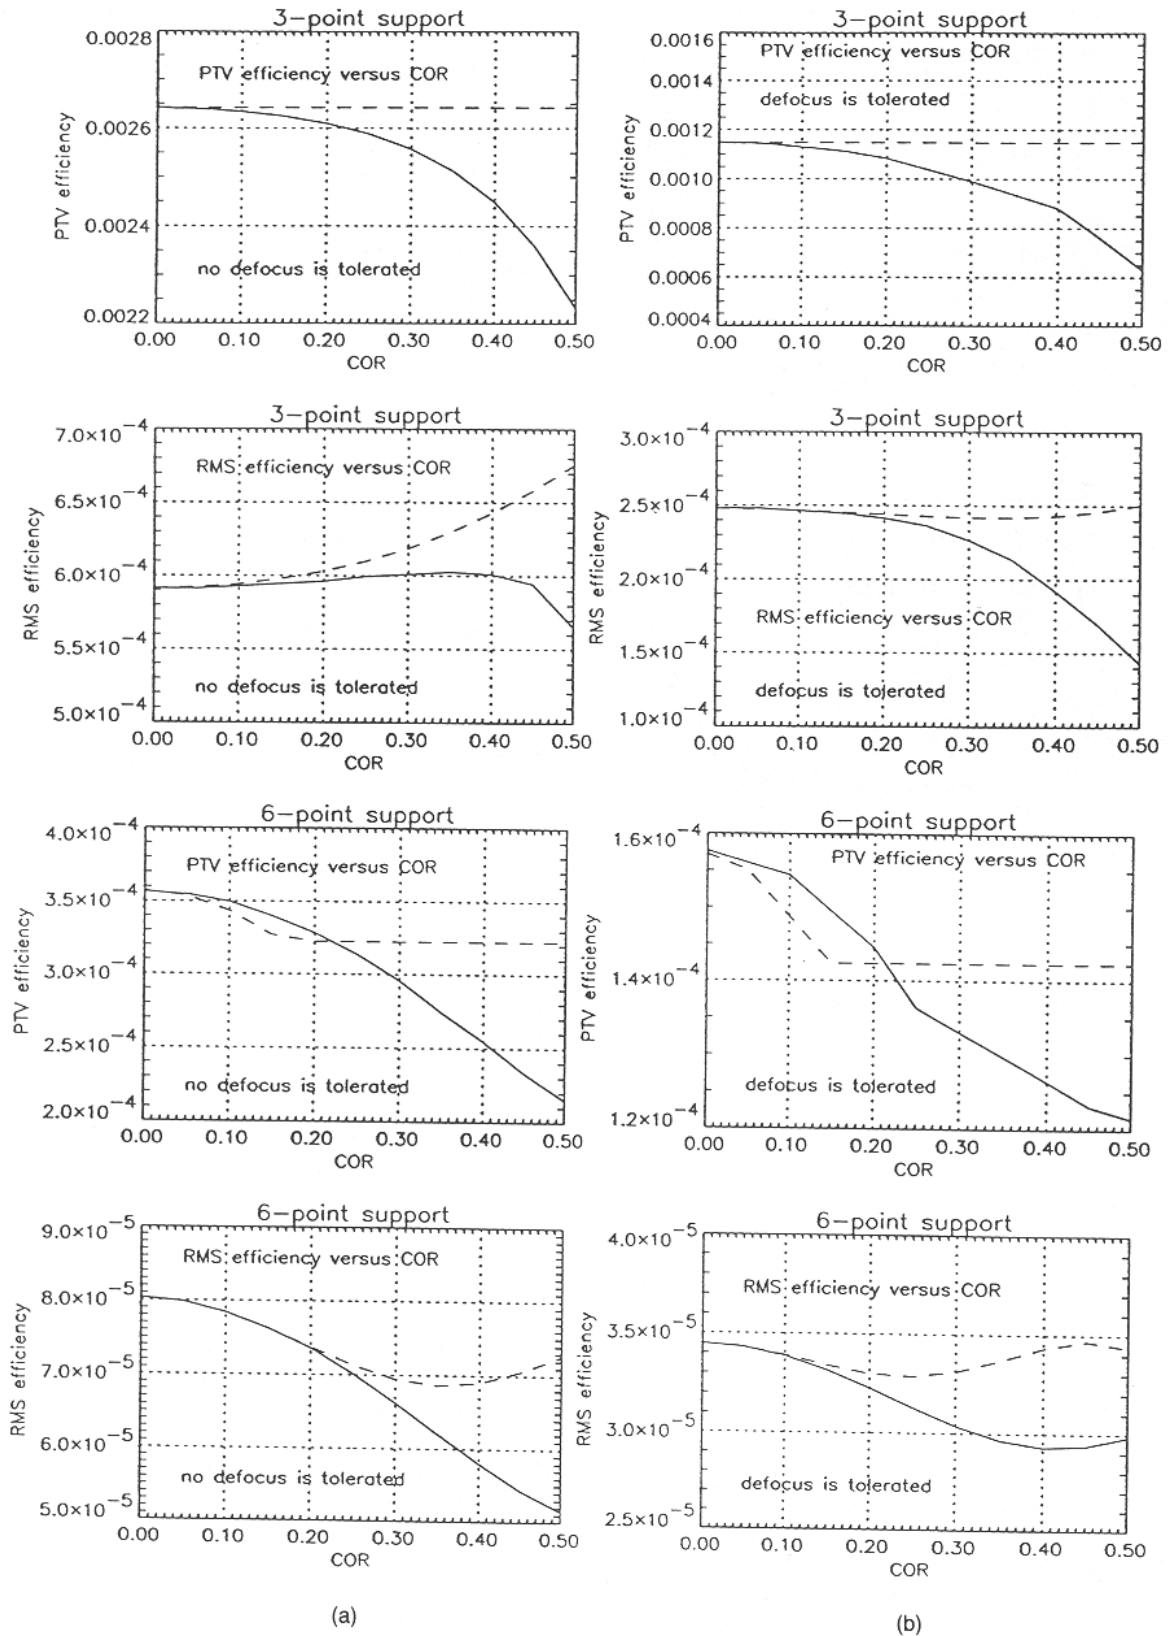 3-point support
0.0028
PTV efficiency versus COR
0.0026
PTV efficiency
0.0024
no defocus is tolerated
0.0022
0.00 0.10 0.20 0.30 0.40 0.50
COR
3-point support
0.0016
PTV efficiency versus COR
0.0014
defocus is tolerated
0.0012
PTV efficiency
0.0010
0.0008
0.0006
0.0004
0.00 0.10 0.20 0.30 0.40 0.50
COR
3-point support
7.0×10⁻⁴
RMS efficiency versus COR
6.5×10⁻⁴
RMS efficiency
6.0×10⁻⁴
5.5×10⁻⁴
no defocus is tolerated
5.0×10⁻⁴
0.00 0.10 0.20 0.30 0.40 0.50
COR
3-point support
3.0×10⁻⁴
2.5×10⁻⁴
RMS efficiency
2.0×10⁻⁴
RMS efficiency versus COR
1.5×10⁻⁴
defocus is tolerated
1.0×10⁻⁴
0.00 0.10 0.20 0.30 0.40 0.50
COR
6-point support
4.0×10⁻⁴
PTV efficiency versus COR
3.5×10⁻⁴
PTV efficiency
3.0×10⁻⁴
2.5×10⁻⁴
no defocus is tolerated
2.0×10⁻⁴
0.00 0.10 0.20 0.30 0.40 0.50
COR
6-point support
1.6×10⁻⁴
PTV efficiency versus COR
PTV efficiency
1.4×10⁻⁴
defocus is tolerated
1.2×10⁻⁴
0.00 0.10 0.20 0.30 0.40 0.50
COR
6-point support
9.0×10⁻⁵
RMS efficiency versus COR
8.0×10⁻⁵
RMS efficiency
7.0×10⁻⁵
6.0×10⁻⁵
no defocus is tolerated
5.0×10⁻⁵
0.00 0.10 0.20 0.30 0.40 0.50
COR
6-point support
4.0×10⁻⁵
RMS efficiency versus COR
3.5×10⁻⁵
RMS efficiency
3.0×10⁻⁵
defocus is tolerated
2.5×10⁻⁵
0.00 0.10 0.20 0.30 0.40 0.50
COR
(a)
(b)